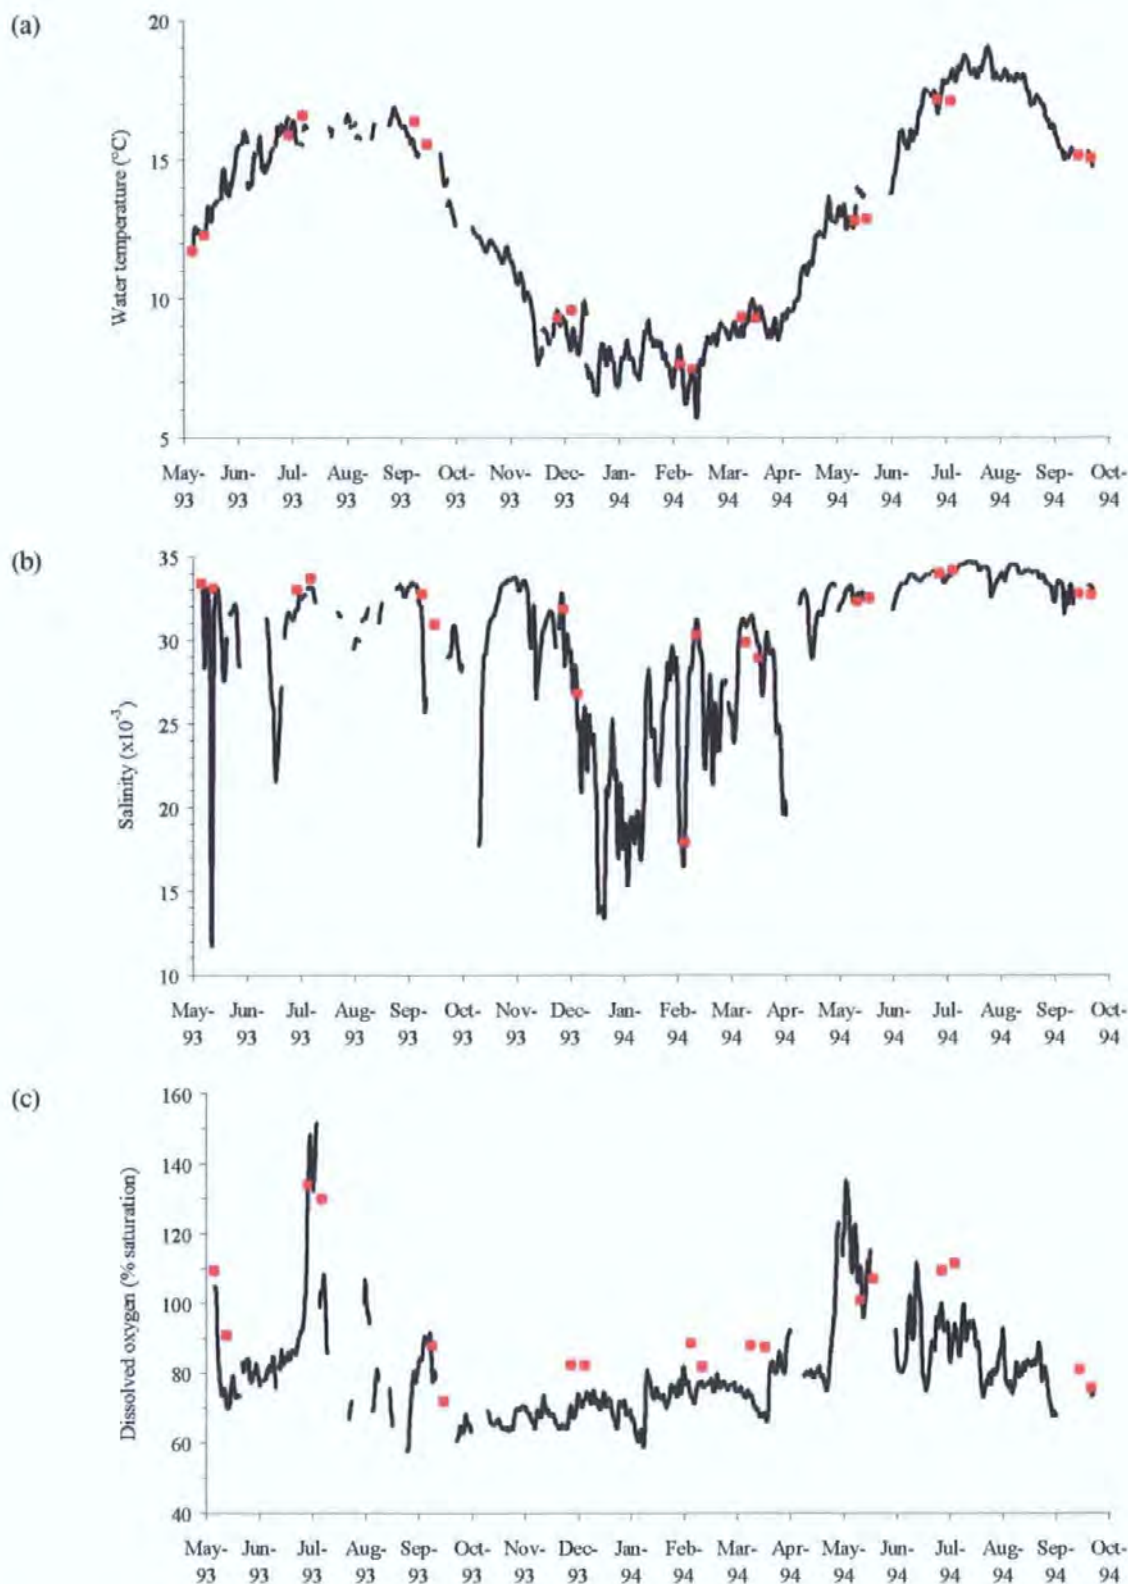 (a)
20
15
10
5
Water temperature (°C)
May- Jun- Jul- Aug- Sep- Oct- Nov- Dec- Jan- Feb- Mar- Apr- May- Jun- Jul- Aug- Sep- Oct-
93 93 93 93 93 93 93 93 94 94 94 94 94 94 94 94 94 94
(b)
35
30
25
20
15
10
Salinity (x10⁻³)
May- Jun- Jul- Aug- Sep- Oct- Nov- Dec- Jan- Feb- Mar- Apr- May- Jun- Jul- Aug- Sep- Oct-
93 93 93 93 93 93 93 93 94 94 94 94 94 94 94 94 94 94
(c)
160
140
120
100
80
60
40
Dissolved oxygen (% saturation)
May- Jun- Jul- Aug- Sep- Oct- Nov- Dec- Jan- Feb- Mar- Apr- May- Jun- Jul- Aug- Sep- Oct-
93 93 93 93 93 93 93 93 94 94 94 94 94 94 94 94 94 94